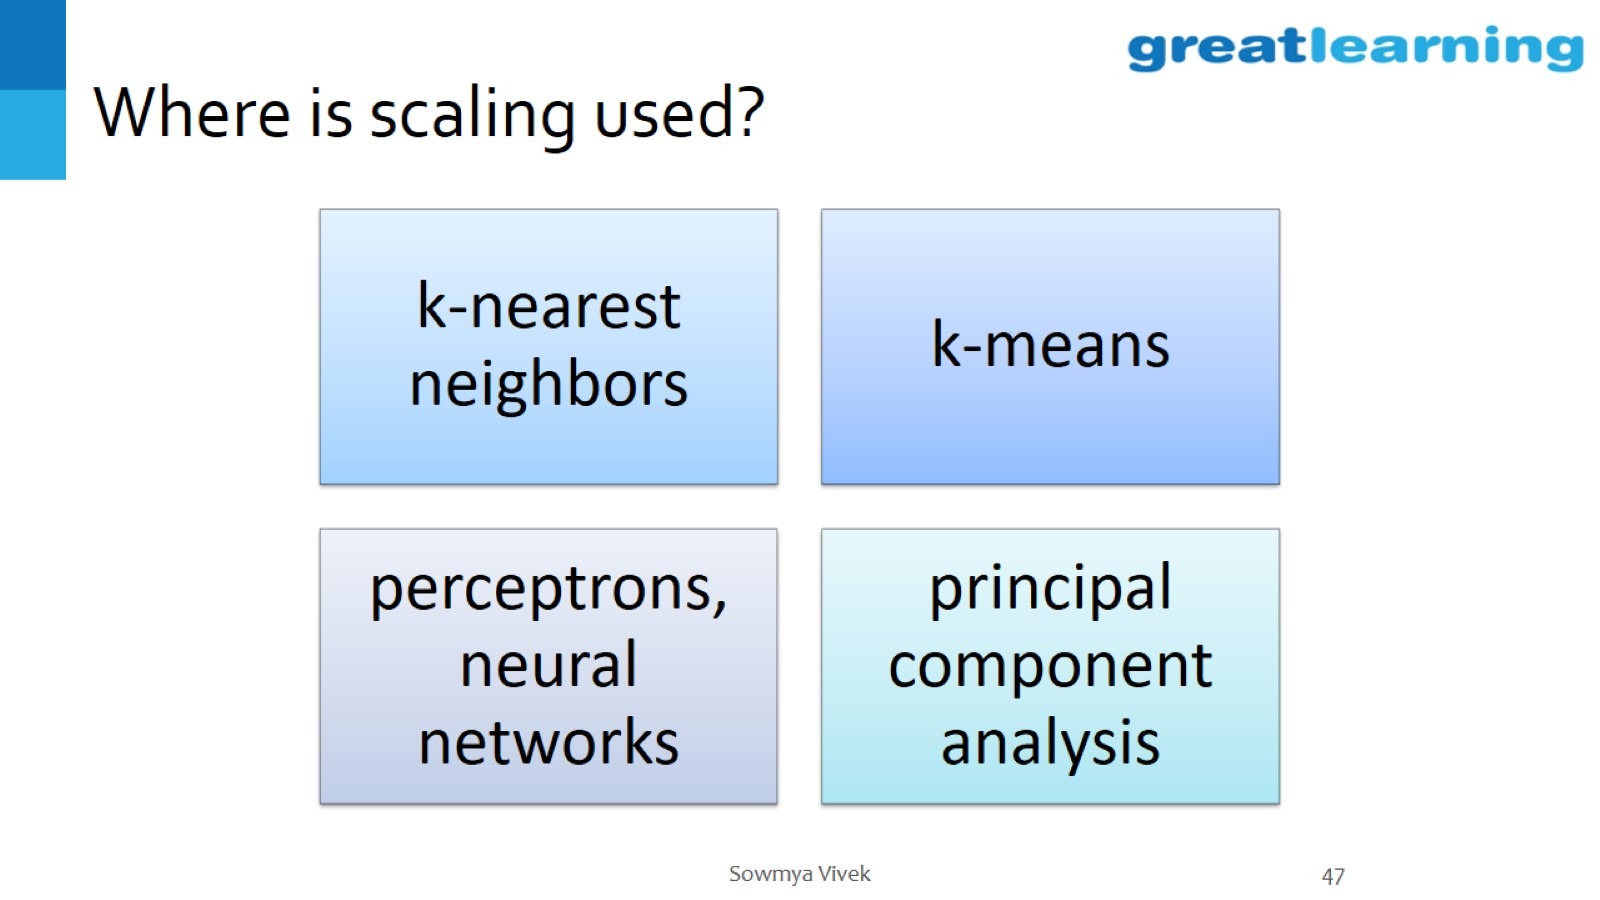 greatlearning
Where is scaling used?
k-nearest
neighbors
k-means
perceptrons,
neural
networks
principal
component
analysis
Sowmya Vivek
47